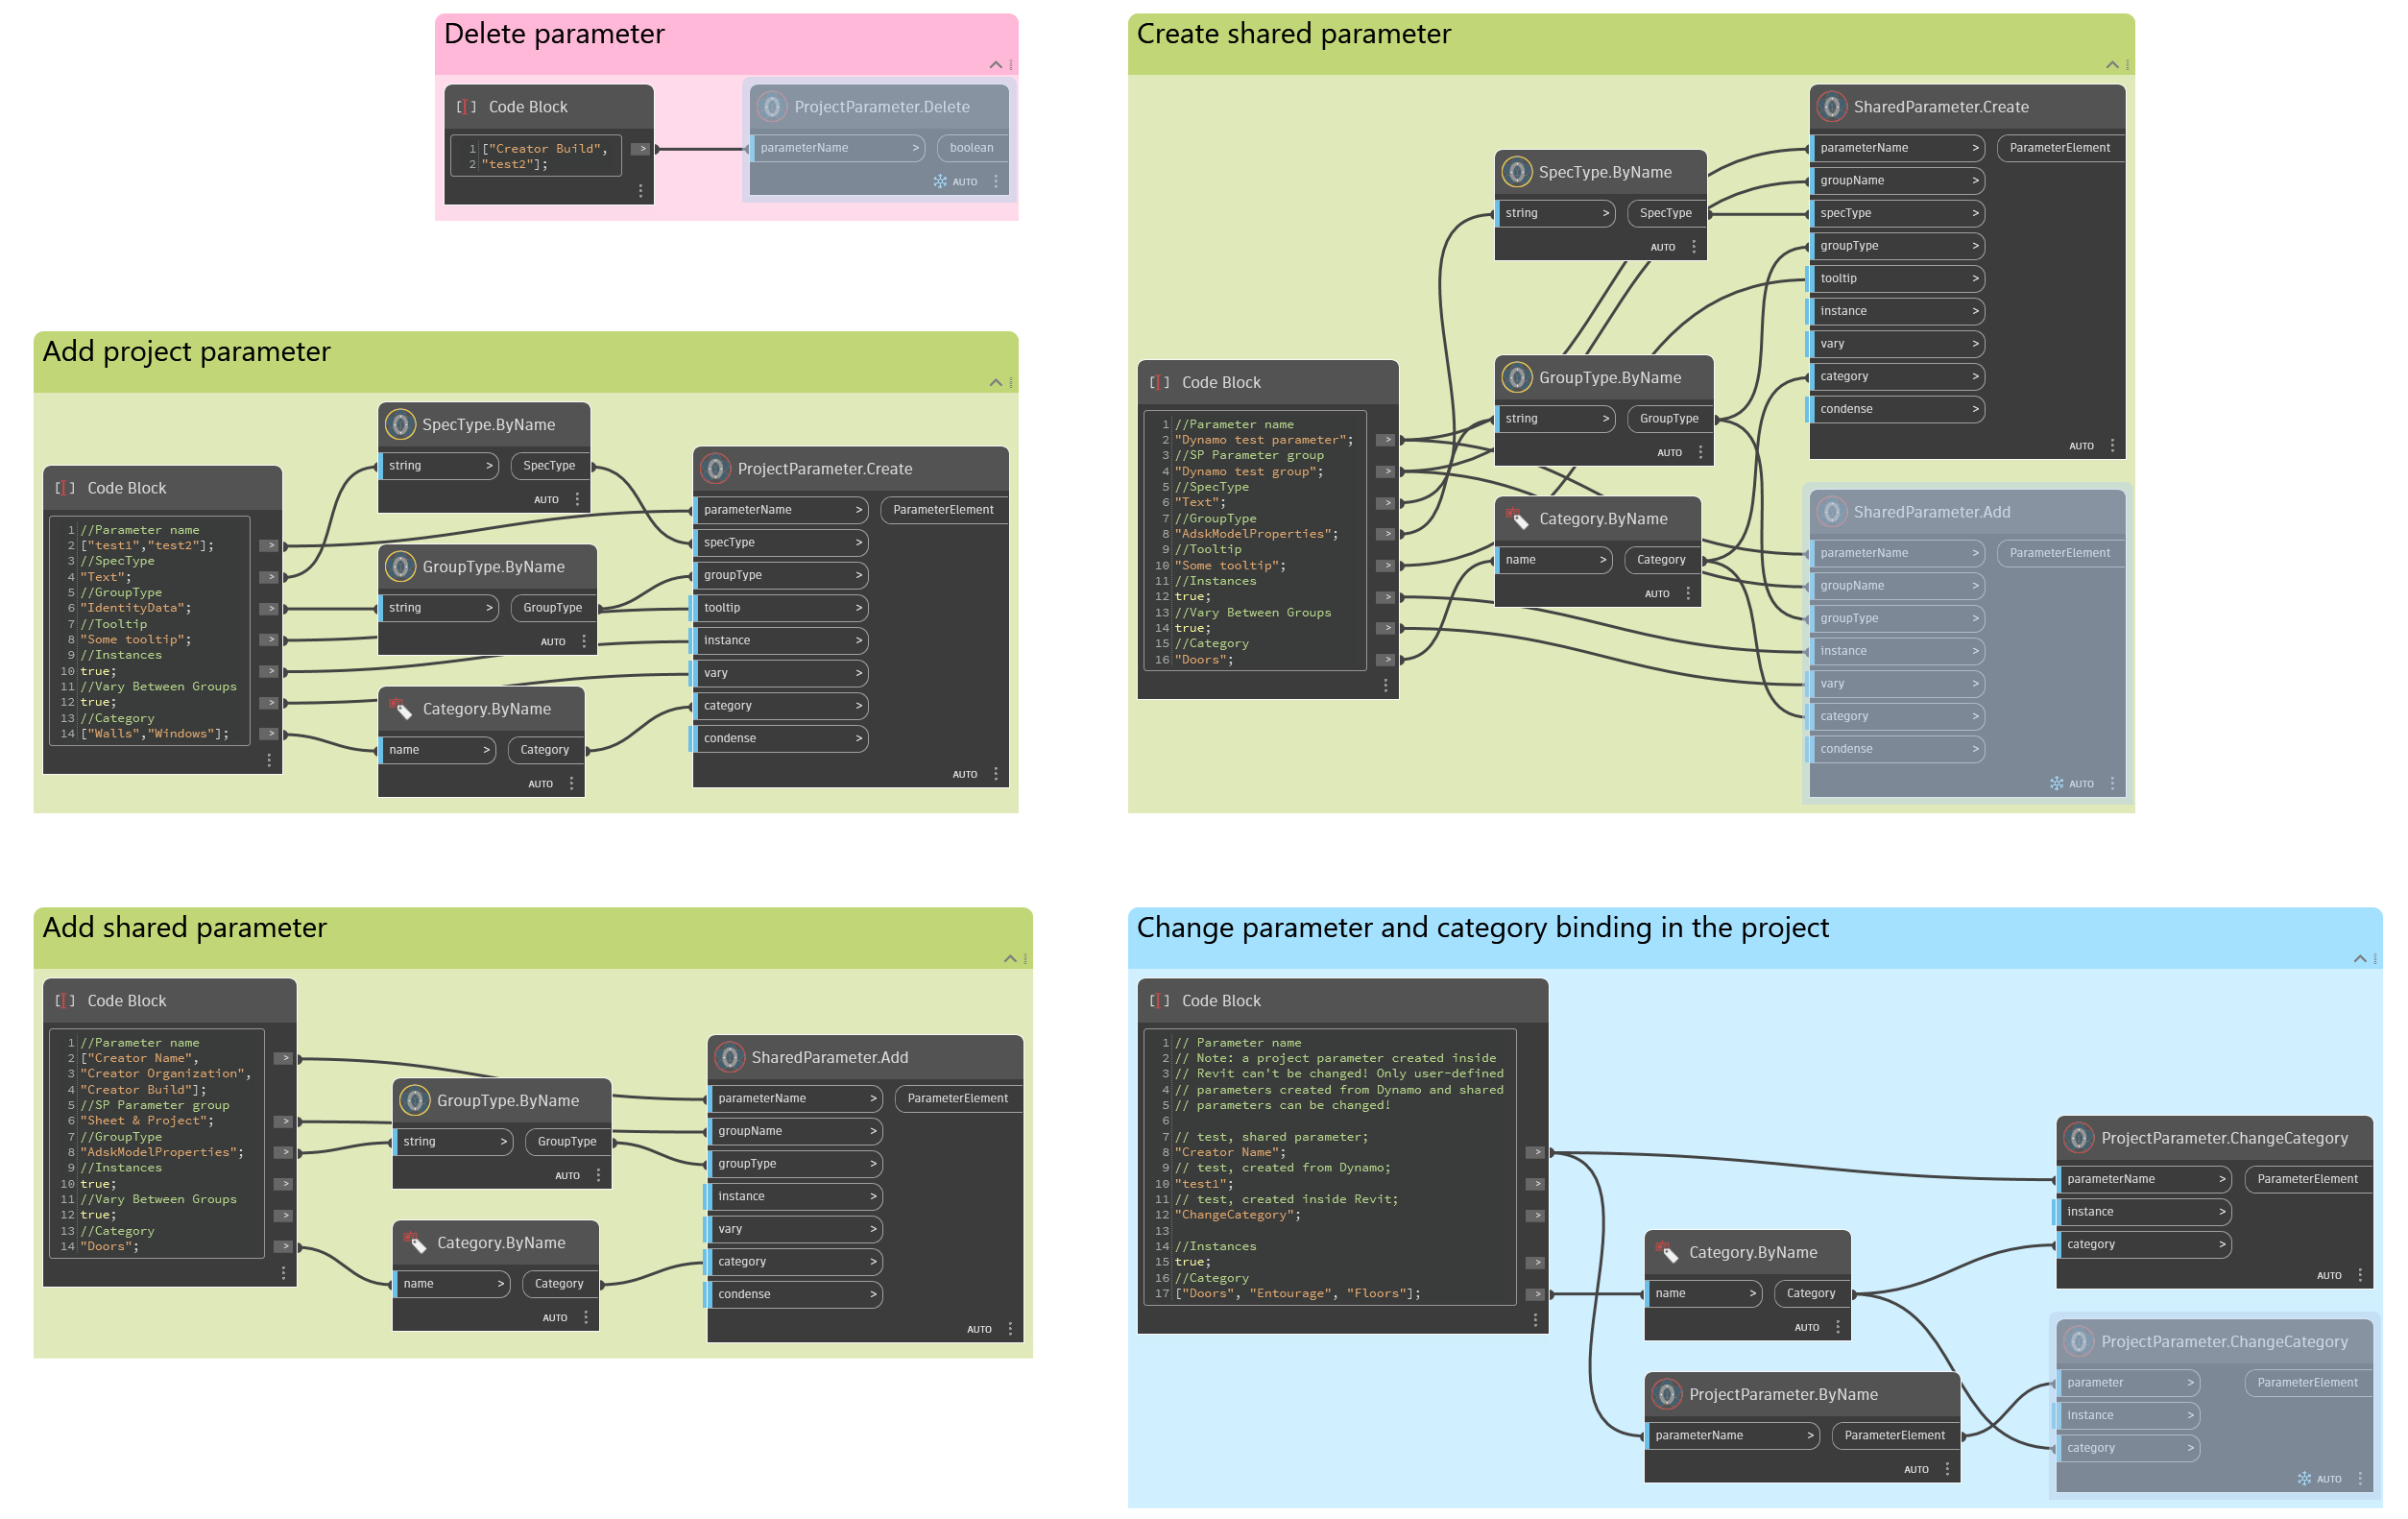 Delete parameter
Code Block
1 ["Creator Build",
2 "test2"];
>
ProjectParameter.Delete
parameterName >
boolean
AUTO
Add project parameter
Code Block
1 //Parameter name
2 ["test1","test2"];
3 //SpecType
4 "Text";
5 //GroupType
6 "IdentityData";
7 //Tooltip
8 "Some tooltip";
9 //Instances
10 true;
11 //Vary Between Groups
12 true;
13 //Category
14 ["Walls","Windows"];
SpecType.ByName
string >
SpecType
AUTO
GroupType.ByName
string >
GroupType
AUTO
Category.ByName
name >
Category
AUTO
ProjectParameter.Create
parameterName >
ParameterElement
specType >
groupType >
tooltip >
instance >
vary >
category >
condense >
AUTO
Create shared parameter
Code Block
1 //Parameter name
2 "Dynamo test parameter";
3 //SP Parameter group
4 "Dynamo test group";
5 //SpecType
6 "Text";
7 //GroupType
8 "AdskModelProperties";
9 //Tooltip
10 "Some tooltip";
11 //Instances
12 true;
13 //Vary Between Groups
14 true;
15 //Category
16 "Doors";
SpecType.ByName
string >
SpecType
AUTO
GroupType.ByName
string >
GroupType
AUTO
Category.ByName
name >
Category
AUTO
SharedParameter.Create
parameterName >
ParameterElement
groupName >
specType >
groupType >
tooltip >
instance >
vary >
category >
condense >
AUTO
SharedParameter.Add
parameterName >
ParameterElement
groupName >
groupType >
instance >
vary >
category >
condense >
AUTO
Add shared parameter
Code Block
1 //Parameter name
2 ["Creator Name",
3 "Creator Organization",
4 "Creator Build"];
5 //SP Parameter group
6 "Sheet & Project";
7 //GroupType
8 "AdskModelProperties";
9 //Instances
10 true;
11 //Vary Between Groups
12 true;
13 //Category
14 "Doors";
GroupType.ByName
string >
GroupType
AUTO
Category.ByName
name >
Category
AUTO
SharedParameter.Add
parameterName >
ParameterElement
groupName >
groupType >
instance >
vary >
category >
condense >
AUTO
Change parameter and category binding in the project
Code Block
1 // Parameter name
2 // Note: a project parameter created inside
3 // Revit can't be changed! Only user-defined
4 // parameters created from Dynamo and shared
5 // parameters can be changed!
6
7 // test, shared parameter;
8 "Creator Name";
9 // test, created from Dynamo;
10 "test1";
11 // test, created inside Revit;
12 "ChangeCategory";
13
14 //Instances
15 true;
16 //Category
17 ["Doors", "Entourage", "Floors"];
Category.ByName
name >
Category
AUTO
ProjectParameter.ByName
parameterName >
ParameterElement
AUTO
ProjectParameter.ChangeCategory
parameterName >
ParameterElement
instance >
category >
AUTO
ProjectParameter.ChangeCategory
parameter >
ParameterElement
instance >
category >
AUTO